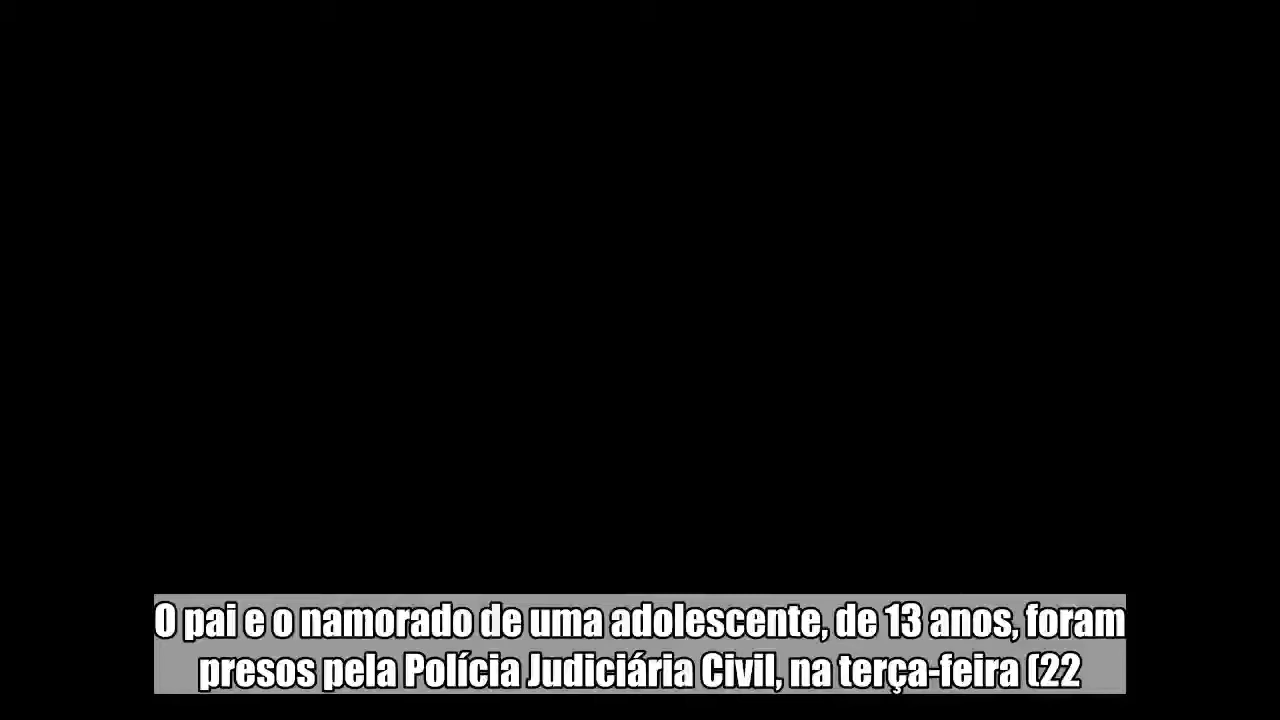 O pai e o namorado de uma adolescente, de 13 anos, foram
presos pela Polícia Judiciária Civil, na terça-feira (22